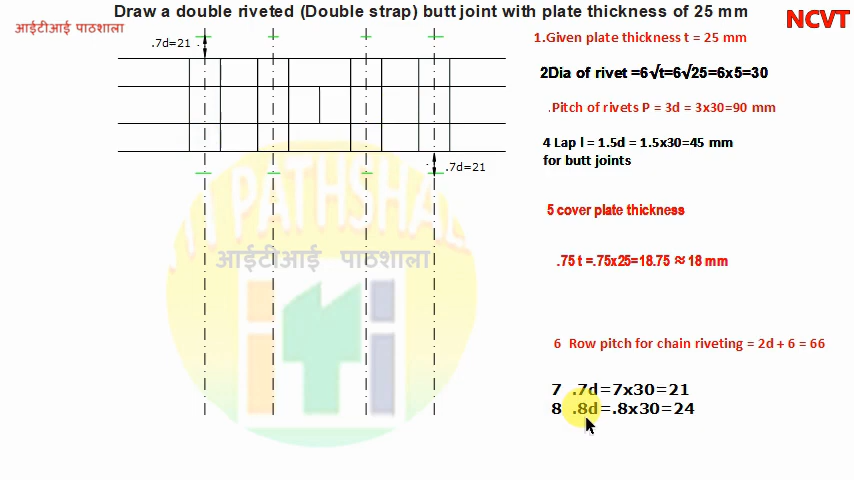 Draw a double riveted (Double strap) butt joint with plate thickness of 25 mm
NCVT
आईटीआई पाठशाला
.7d=21
1.Given plate thickness t = 25 mm
2Dia of rivet =6√t=6√25=6x5=30
.Pitch of rivets P = 3d = 3x30=90 mm
4 Lap l = 1.5d = 1.5x30=45 mm
for butt joints
.7d=21
5 cover plate thickness
ITI PATHSHALA
आईटीआई पाठशाला
.75 t =.75x25=18.75 ≈ 18 mm
6 Row pitch for chain riveting = 2d + 6 = 66
7 .7d=7x30=21
8 .8d=.8x30=24